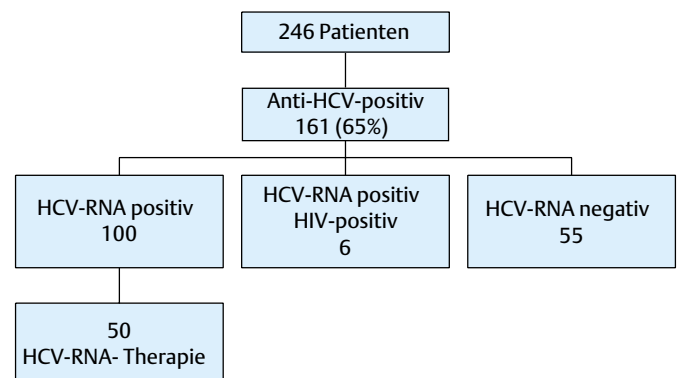 246 Patienten
Anti-HCV-positiv
161 (65%)
HCV-RNA positiv
100
HCV-RNA positiv
HIV-positiv
6
HCV-RNA negativ
55
50
HCV-RNA- Therapie